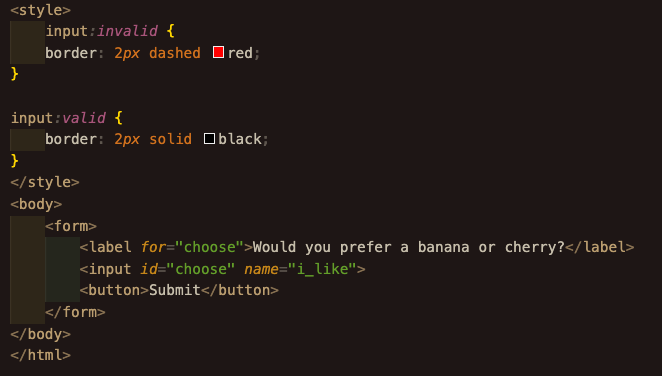 <style>
    input:invalid {
    border: 2px dashed red;
}

input:valid {
    border: 2px solid black;
}
</style>
<body>
    <form>
        <label for="choose">Would you prefer a banana or cherry?</label>
        <input id="choose" name="i_like">
        <button>Submit</button>
    </form>
</body>
</html>